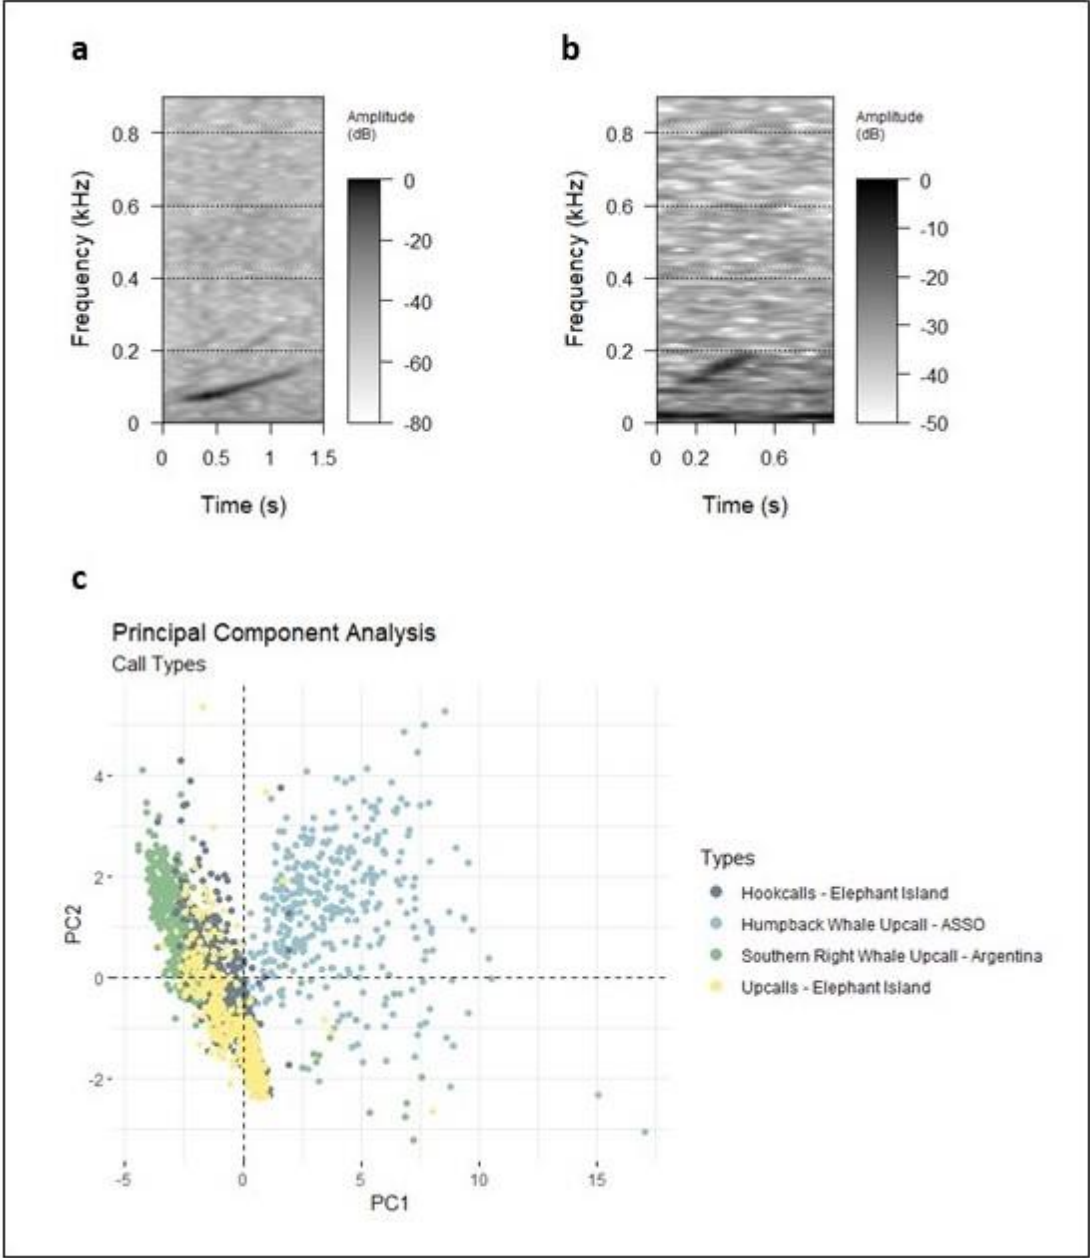 a
b
Amplitude
(dB)
Frequency (kHz)
0.8
0.6
0.4
0.2
0
0
-20
-40
-60
-80
0 0.5 1 1.5
Time (s)
Amplitude
(dB)
Frequency (kHz)
0.8
0.6
0.4
0.2
0
0
-10
-20
-30
-40
-50
0 0.2 0.6
Time (s)
c
Principal Component Analysis
Call Types
PC2
4
2
0
-2
-5 0 5 10 15
PC1
Types
Hookcalls - Elephant Island
Humpback Whale Upcall - ASSO
Southern Right Whale Upcall - Argentina
Upcalls - Elephant Island